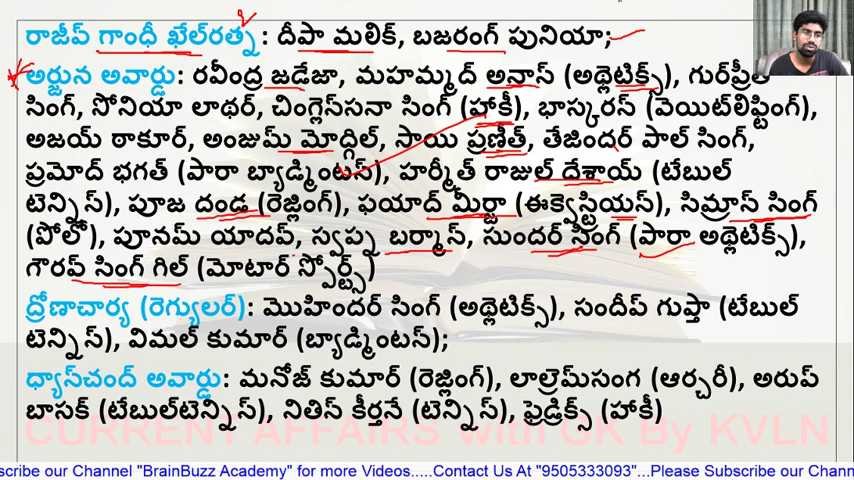 రాజీప్ గాంధీ ఖేల్‌రత్న : దీపా మలిక్, బజరంగ్ పునియా;
అర్జున అవార్డు: రవీంద్ర జడేజా, మహమ్మద్ అనాస్ (అథ్లెటిక్స్), గుర్‌ప్రీత్
సింగ్, సోనియా లాథర్, చింగ్లెన్‌సనా సింగ్ (హాకీ), భాస్కరన్ (వెయిట్‌లిఫ్టింగ్),
అజయ్ ఠాకూర్, అంజుమ్ మోద్గిల్, సాయి ప్రణీత్, తేజిందర్ పాల్ సింగ్,
ప్రమోద్ భగత్ (పారా బ్యాడ్మింటన్), హర్మీత్ రాజుల్ దేశాయ్ (టేబుల్
టెన్నిస్), పూజ దండ (రెజ్లింగ్), ఫయాద్ మీర్జా (ఈక్వెస్ట్రియన్), సిమ్రాన్ సింగ్
(పోలో), పూనమ్ యాదప్, స్వప్న బర్మాన్, సుందర్ సింగ్ (పారా అథ్లెటిక్స్),
గౌరప్ సింగ్ గిల్ (మోటార్ స్పోర్ట్స్)
ద్రోణాచార్య (రెగ్యులర్): మొహిందర్ సింగ్ (అథ్లెటిక్స్), సందీప్ గుప్తా (టేబుల్
టెన్నిస్), విమల్ కుమార్ (బ్యాడ్మింటన్);
ధ్యాన్‌చంద్ అవార్డు: మనోజ్ కుమార్ (రెజ్లింగ్), లాల్రెమ్‌సంగ (ఆర్చరీ), అరుప్
బాసక్ (టేబుల్‌టెన్నిస్), నితిన్ కీర్తనే (టెన్నిస్), ఫ్రెడ్రిక్స్ (హాకీ)
CURRENT AFFAIRS with GK By KVLN
scribe our Channel "BrainBuzz Academy" for more Videos.....Contact Us At "9505333093"...Please Subscribe our Chann